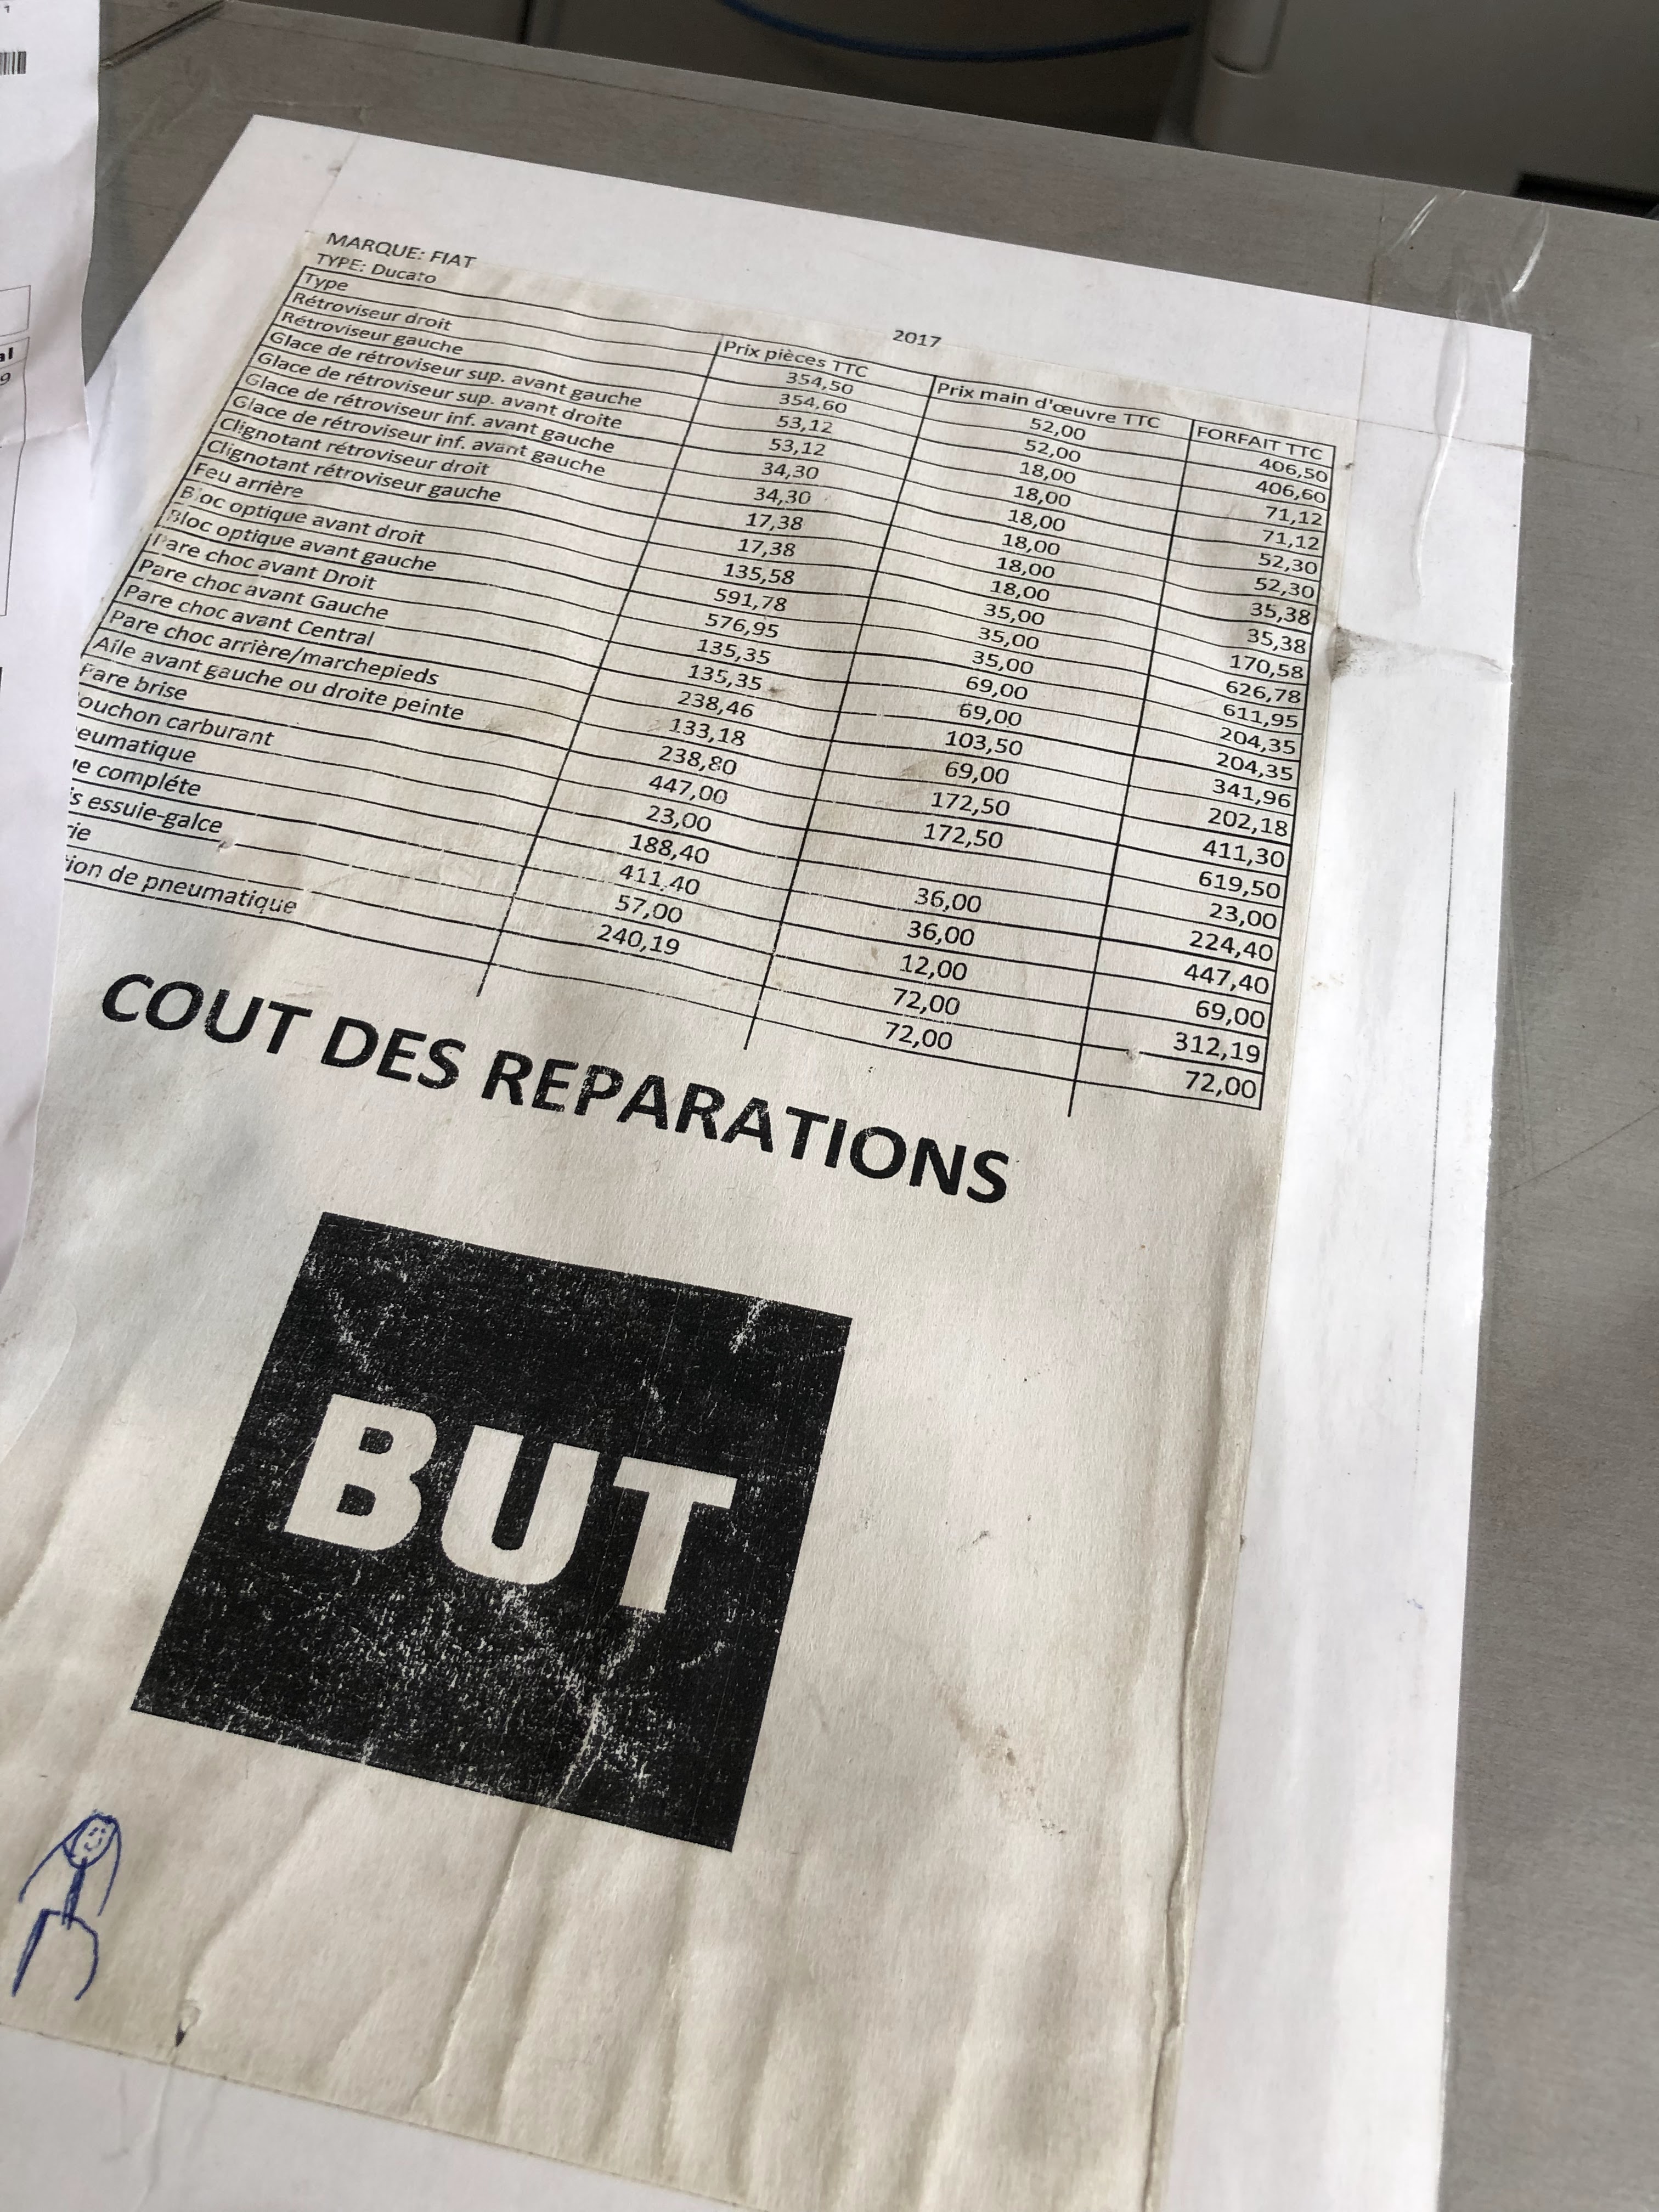 1
al
9
MARQUE: FIAT
TYPE: Ducato
2017
Type Prix pièces TTC Prix main d'œuvre TTC FORFAIT TTC
Rétroviseur droit 354,50 52,00 406,50
Rétroviseur gauche 354,60 52,00 406,60
Glace de rétroviseur sup. avant gauche 53,12 18,00 71,12
Glace de rétroviseur sup. avant droite 53,12 18,00 71,12
Glace de rétroviseur inf. avant gauche 34,30 18,00 52,30
Glace de rétroviseur inf. avant gauche 34,30 18,00 52,30
Clignotant rétroviseur droit 17,38 18,00 35,38
Clignotant rétroviseur gauche 17,38 18,00 35,38
Feu arrière 135,58 35,00 170,58
Bloc optique avant droit 591,78 35,00 626,78
Bloc optique avant gauche 576,95 35,00 611,95
Pare choc avant Droit 135,35 69,00 204,35
Pare choc avant Gauche 135,35 69,00 204,35
Pare choc avant Central 238,46 103,50 341,96
Pare choc arrière/marchepieds 133,18 69,00 202,18
Aile avant gauche ou droite peinte 238,80 172,50 411,30
Pare brise 447,00 172,50 619,50
ouchon carburant 23,00 23,00
eumatique 188,40 36,00 224,40
ue compléte 411,40 36,00 447,40
is essuie-galce 57,00 12,00 69,00
rie 240,19 72,00 312,19
ion de pneumatique 72,00 72,00
COUT DES REPARATIONS
BUT